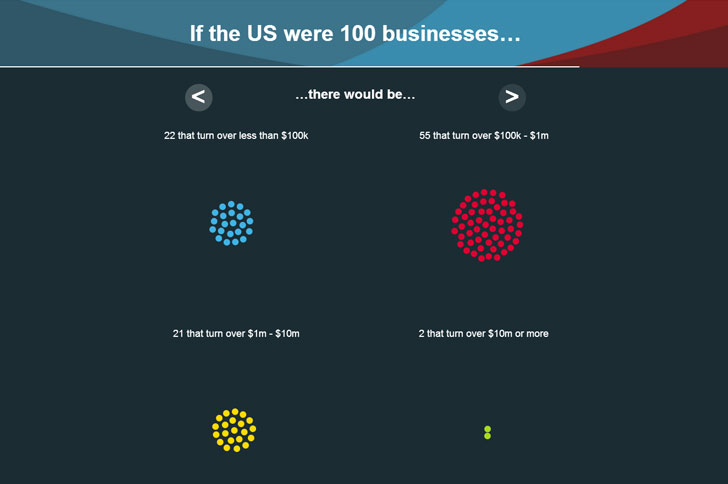 If the US were 100 businesses…
<
…there would be…
>
22 that turn over less than $100k
55 that turn over $100k - $1m
21 that turn over $1m - $10m
2 that turn over $10m or more